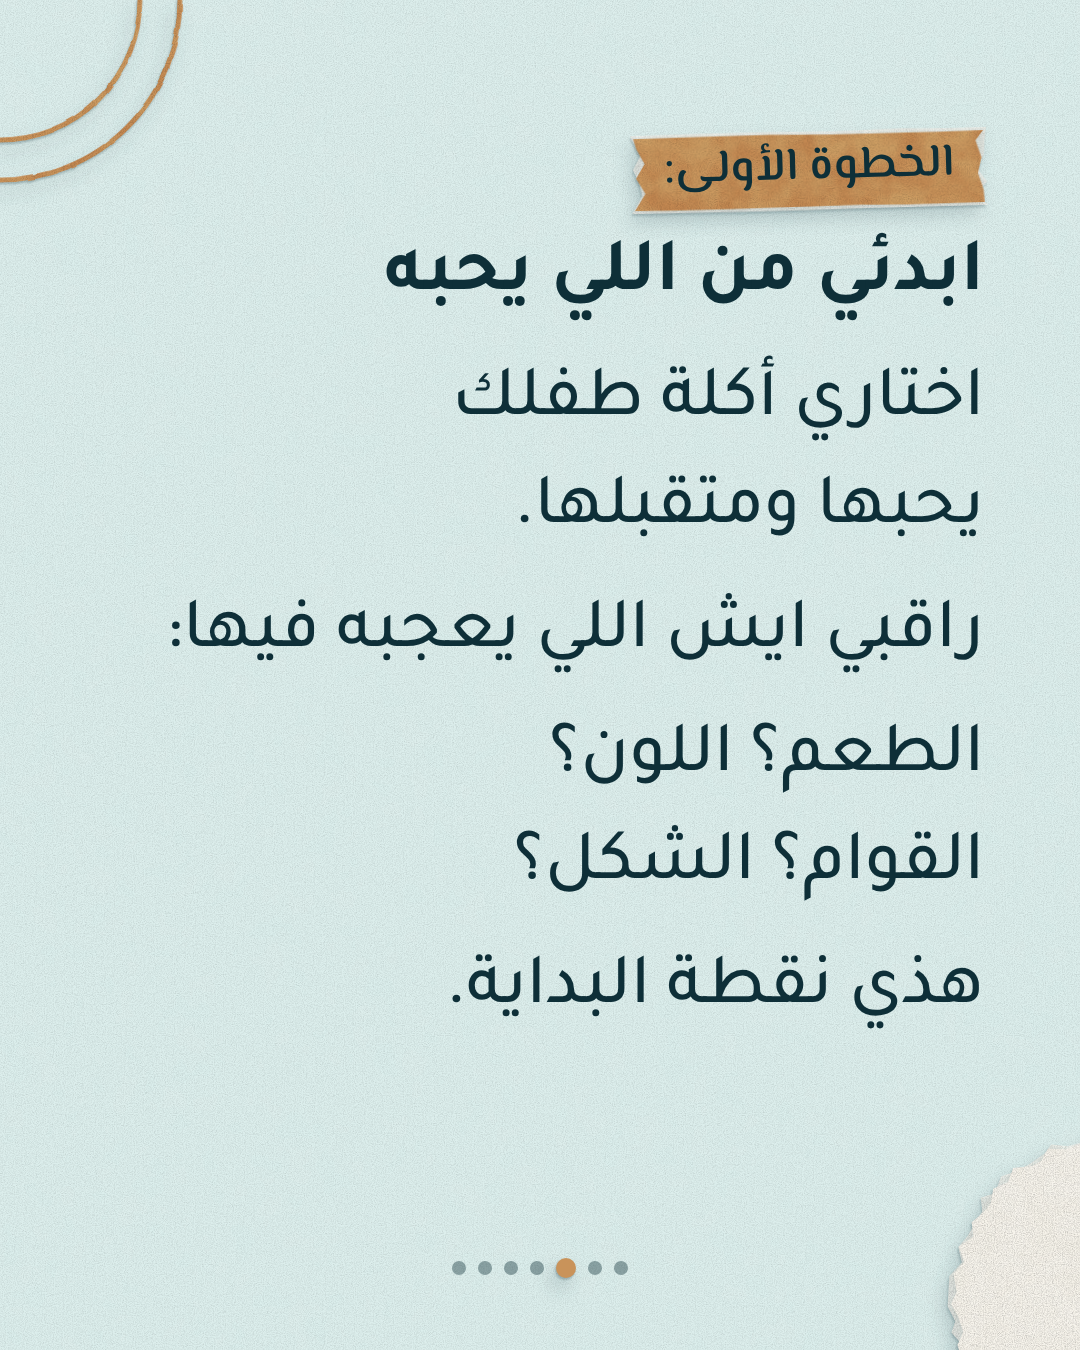 الخطوة الأولى:
ابدئي من اللي يحبه
اختاري أكلة طفلك
يحبها ومتقبلها.
راقبي ايش اللي يعجبه فيها:
الطعم؟ اللون؟
القوام؟ الشكل؟
هذي نقطة البداية.